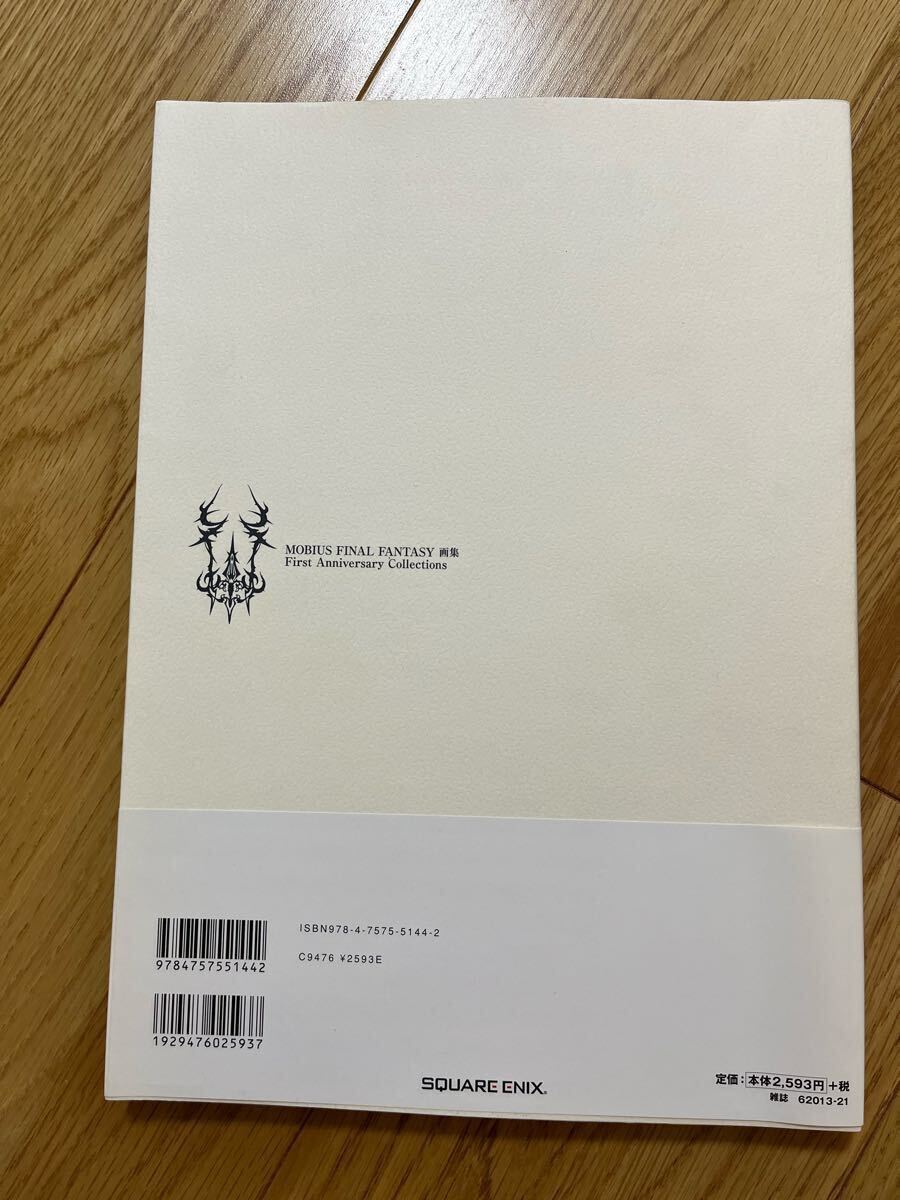 MOBIUS FINAL FANTASY 画集
First Anniversary Collections
ISBN978-4-7575-5144-2
9784757551442
C9476 ¥2593E
1929476025937
SQUARE ENIX.
定価：本体2,593円+税
雑誌 62013-21